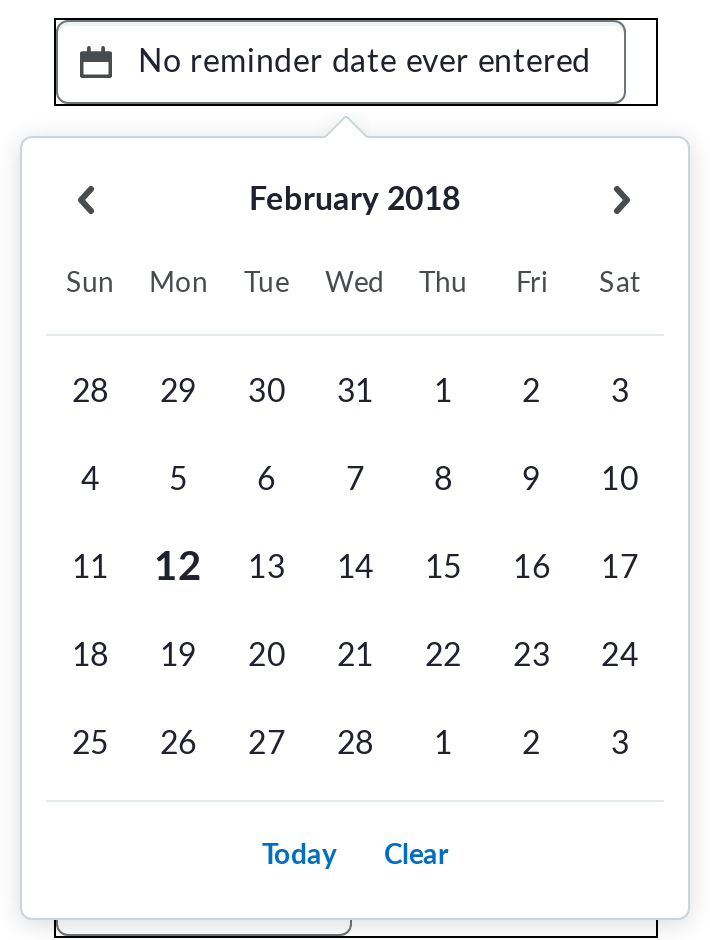 No reminder date ever entered
February 2018
Sun Mon Tue Wed Thu Fri Sat
28 29 30 31 1 2 3
4 5 6 7 8 9 10
11 12 13 14 15 16 17
18 19 20 21 22 23 24
25 26 27 28 1 2 3
Today Clear